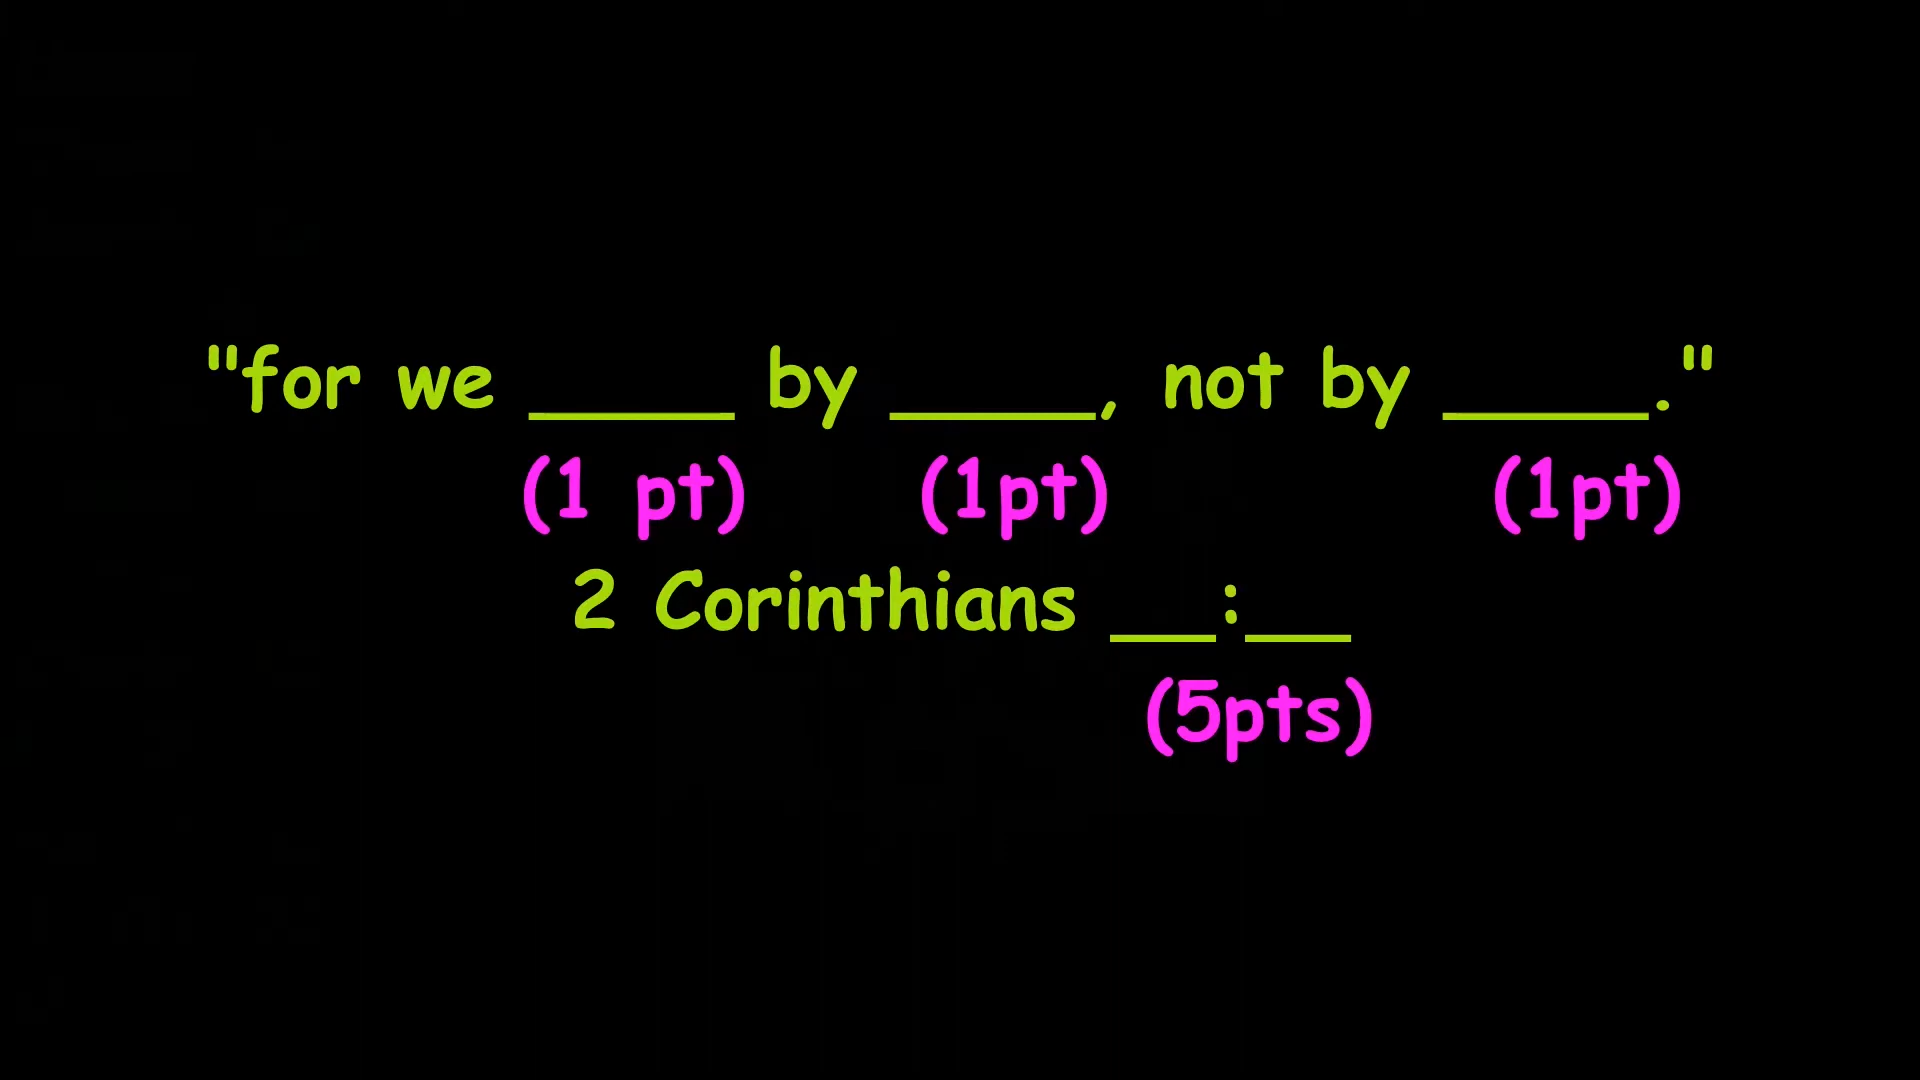 "for we _____ by _____, not by _____."
(1 pt) (1pt) (1pt)
2 Corinthians __:__
(5pts)